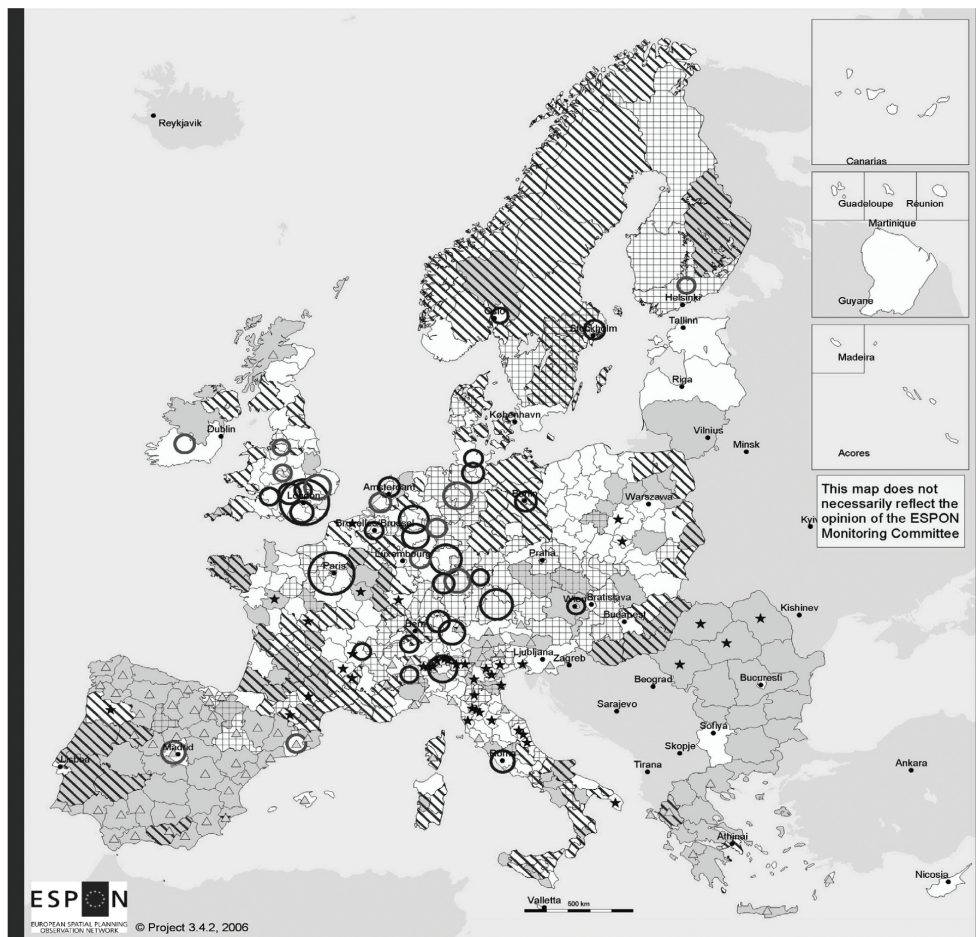 Reykjavik
Canarias
Guadeloupe
Réunion
Martinique
Guyane
Madeira
Acores
This map does not
necessarily reflect the
opinion of the ESPON
Monitoring Committee
Oslo
Stockholm
Helsinki
Tallinn
Riga
Vilnius
Minsk
København
Dublin
London
Amsterdam
Berlin
Warszawa
Bruxelles/Brussel
Luxembourg
Praha
Paris
Wien
Bratislava
Budapest
Kishinev
Bern
Ljubljana
Zagreb
Beograd
Bucuresti
Sarajevo
Sofiya
Skopje
Tirana
Ankara
Madrid
Lisboa
Roma
Athinai
Nicosia
Valletta
500 km
ESPON
EUROPEAN SPATIAL PLANNING
OBSERVATION NETWORK
© Project 3.4.2, 2006